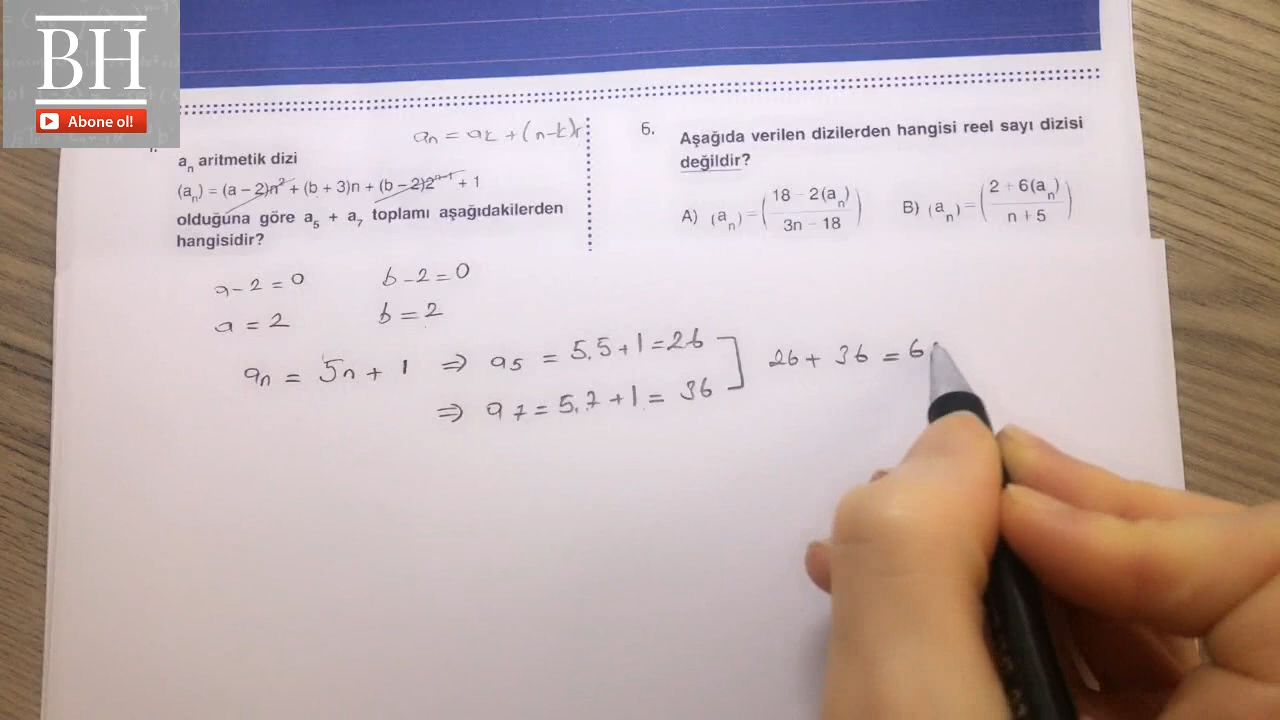 BH
Abone ol!
aₙ = aₖ + (n-k)r
aₙ aritmetik dizi
(aₙ) = (a – 2)n² + (b + 3)n + (b – 2)2ⁿ⁻¹ + 1
olduğuna göre a₅ + a₇ toplamı aşağıdakilerden
hangisidir?
a-2=0 b-2=0
a=2 b=2
aₙ = 5n + 1 ⇒ a₅ = 5.5+1=26
⇒ a₇ = 5.7+1 = 36
26 + 36 = 6
6. Aşağıda verilen dizilerden hangisi reel sayı dizisi
değildir?
A) (aₙ) = ((18 – 2(aₙ))/(3n – 18)) B) (aₙ) = ((2 + 6(aₙ))/(n + 5))